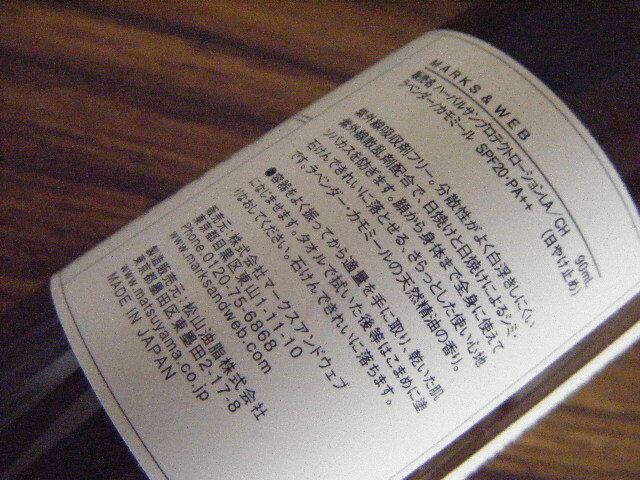 MARKS & WEB
販売名 ハーバルサンプロテクトローションLA/CH 90mL
ラベンダー/カモミール SPF20・PA++ (日やけ止め)
紫外線吸収剤フリー。分散性がよく白浮きしにくい
紫外線散乱剤配合で、日焼けと日焼けによるシミ・
ソバカスを防ぎます。顔から身体まで全身に使えて
石けんできれいに落とせる、さらっとした使い心地
です。ラベンダー・カモミールの天然精油の香り。
●容器をよく振ってから適量を手に取り、乾いた肌
になじませます。タオルで拭いた後等はこまめに塗
りなおしてください。石けんできれいに落ちます。
販売元:株式会社マークスアンドウェブ
東京都目黒区東山1-11-10
Phone.0120-75-6868
www.marksandweb.com
製造販売元:松山油脂株式会社
東京都墨田区東墨田2-17-8
www.matsuyama.co.jp
MADE IN JAPAN